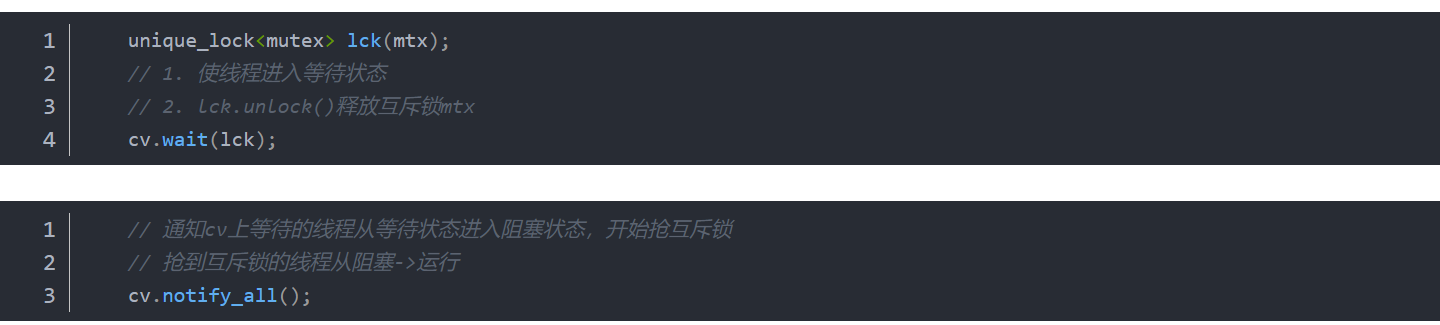 1 unique_lock<mutex> lck(mtx);
2 // 1. 使线程进入等待状态
3 // 2. lck.unlock()释放互斥锁mtx
4 cv.wait(lck);
1 // 通知cv上等待的线程从等待状态进入阻塞状态，开始抢互斥锁
2 // 抢到互斥锁的线程从阻塞->运行
3 cv.notify_all();